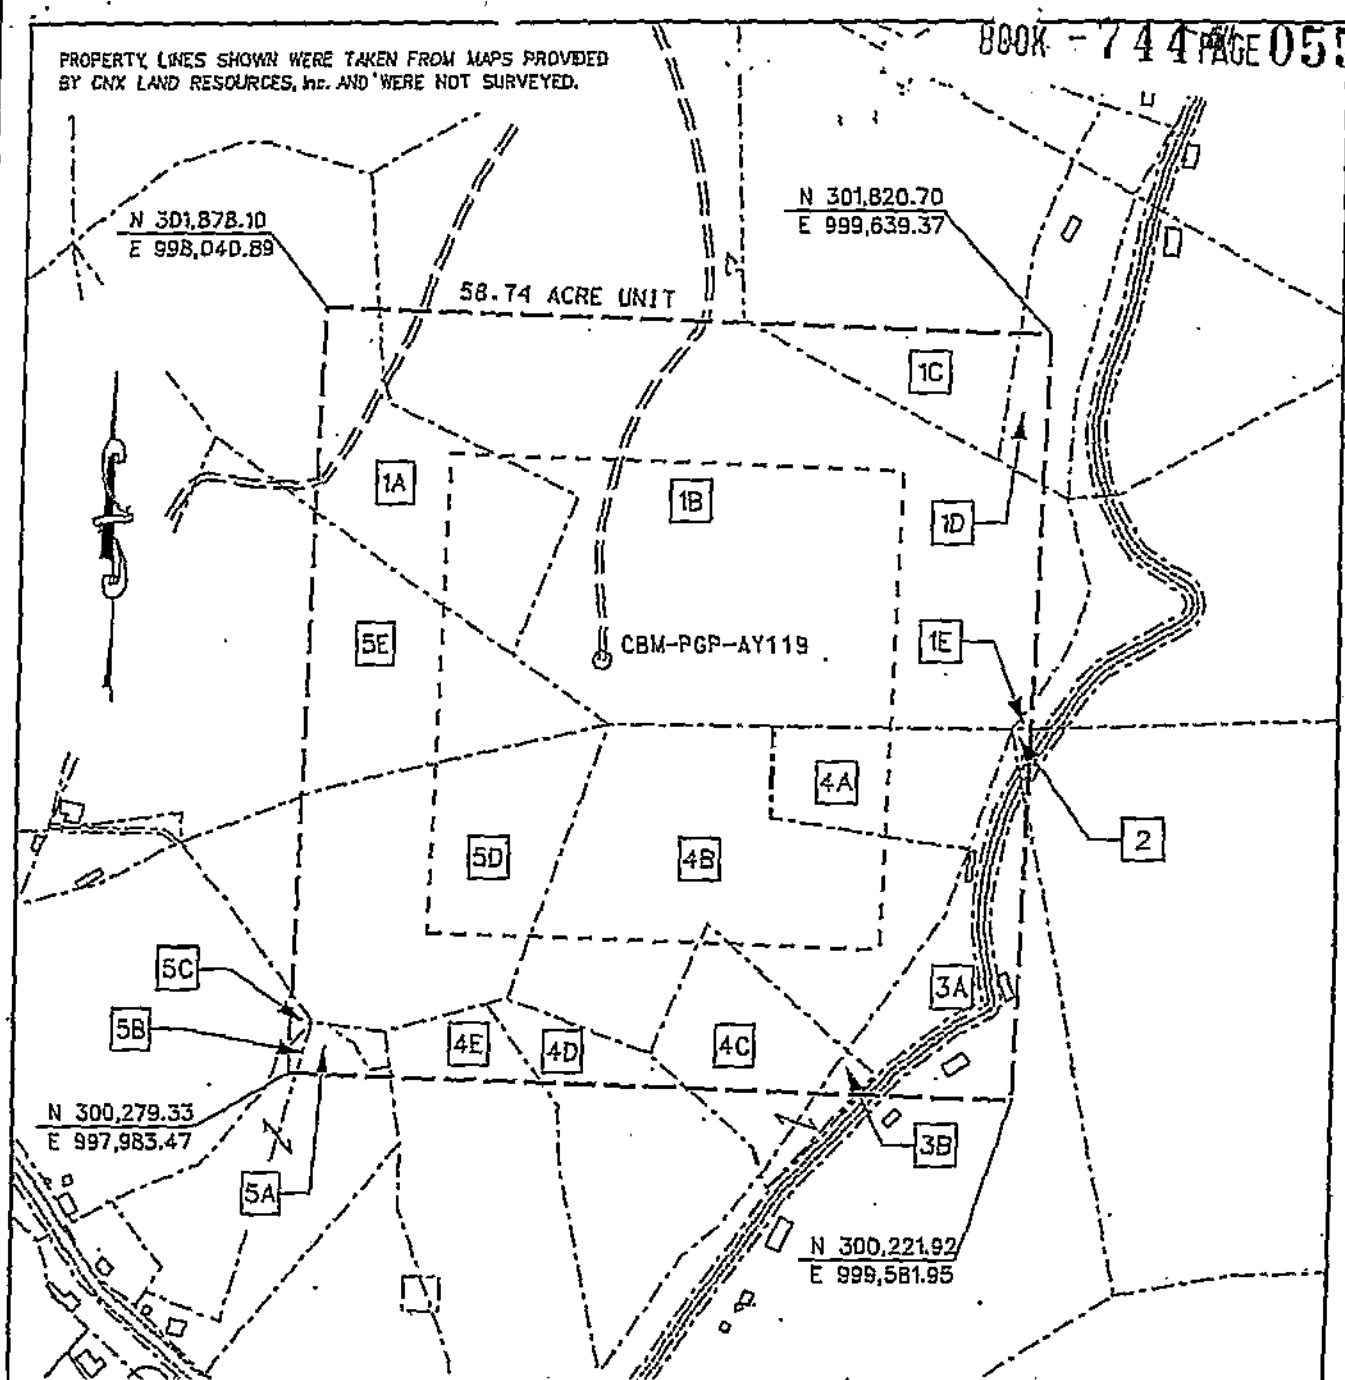 BOOK - 744 PAGE 055
PROPERTY LINES SHOWN WERE TAKEN FROM MAPS PROVIDED
BY CNX LAND RESOURCES, Inc. AND WERE NOT SURVEYED.
N 301,878.10
E 998,040.89
N 301,820.70
E 999,639.37
58.74 ACRE UNIT
1C
1A
1B
1D
5E
CBM-PGP-AY119
1E
4A
2
5D
4B
5C
3A
5B
4E
4D
4C
N 300,279.33
E 997,983.47
3B
5A
N 300,221.92
E 999,581.95